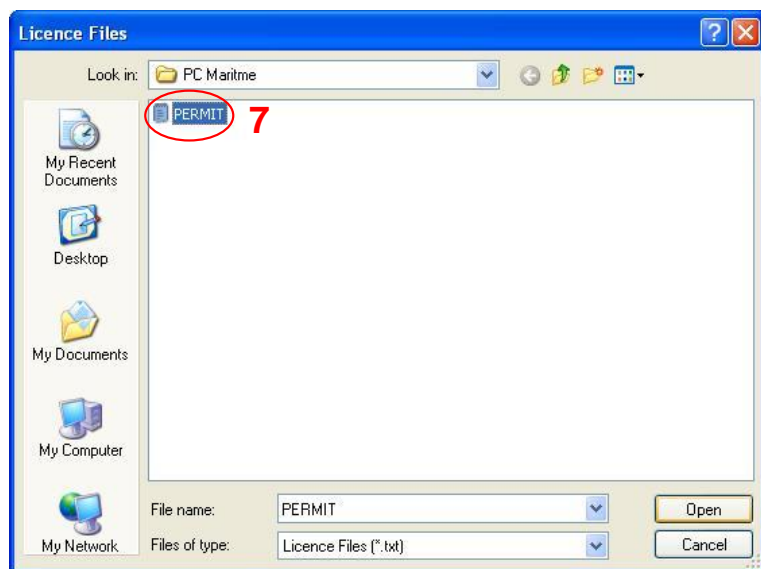 Licence Files
Look in:
PC Maritme
PERMIT
7
My Recent
Documents
Desktop
My Documents
My Computer
My Network
File name:
PERMIT
Open
Files of type:
Licence Files (*.txt)
Cancel